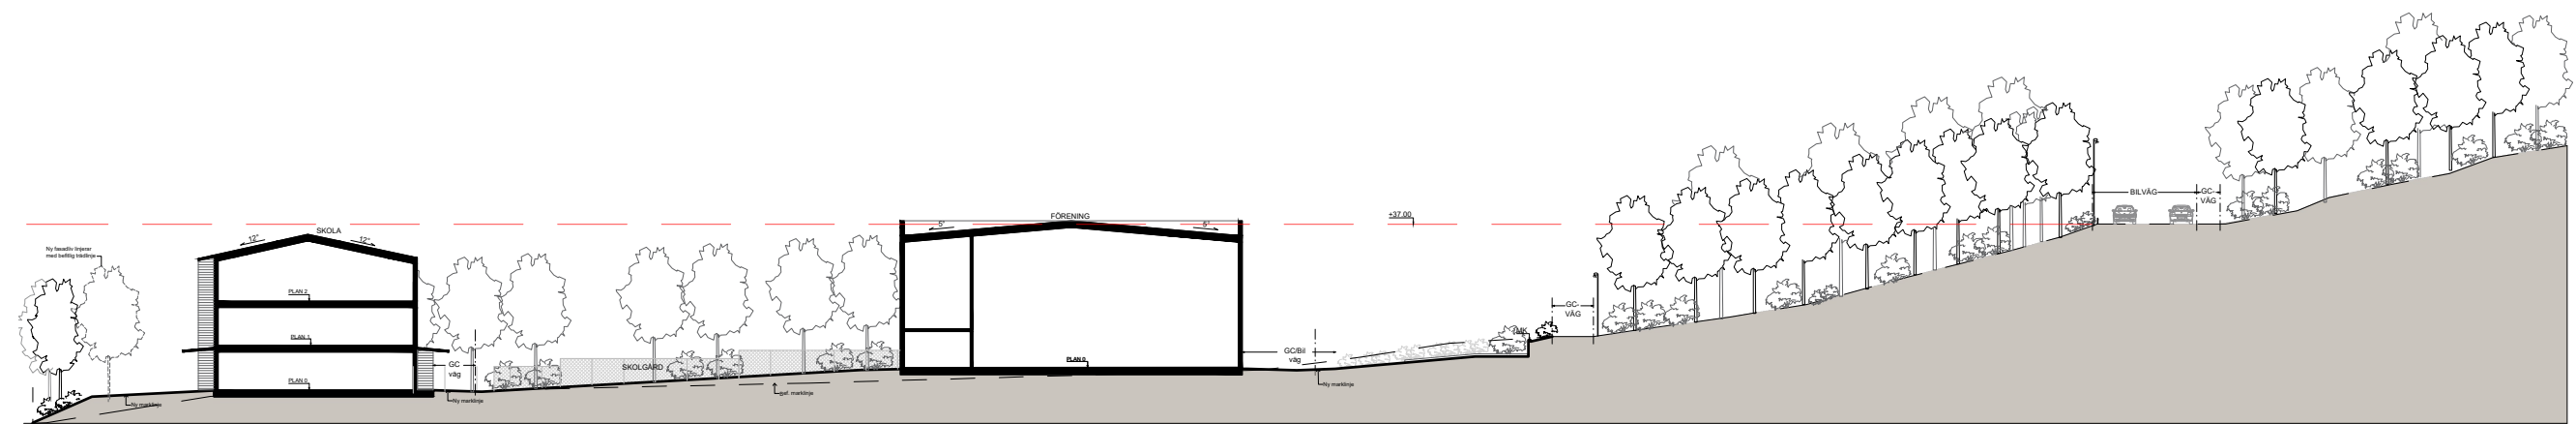 Ny fasadliv linjerar
med befitlig trädlinje
Ny marklinje
SKOLA
12°
12°
PLAN 2
PLAN 1
PLAN 0
GC
väg
Ny marklinje
SKOLGÅRD
Bef. marklinje
FÖRENING
5°
5°
PLAN 0
GC/Bil
väg
Ny marklinje
+37.00
MK
GC-
VÄG
BILVÄG
GC-
VÄG